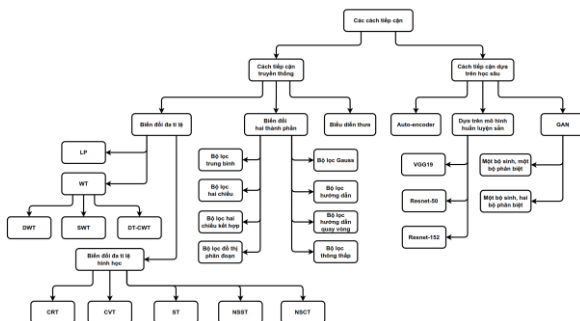 Các cách tiếp cận
Cách tiếp cận
truyền thống
Cách tiếp cận dựa
trên học sâu
Biến đổi đa tỉ lệ
Biến đổi
hai thành phần
Biểu diễn thưa
Auto-encoder
Dựa trên mô hình
huấn luyện sẵn
GAN
LP
WT
DWT
SWT
DT-CWT
Biến đổi đa tỉ lệ
hình học
CRT
CVT
ST
NSST
NSCT
Bộ lọc
trung bình
Bộ lọc
hai chiều
Bộ lọc hai
chiều kết hợp
Bộ lọc đồ thị
phân đoạn
Bộ lọc Gauss
Bộ lọc
hướng dẫn
Bộ lọc
hướng dẫn
quay vòng
Bộ lọc
thông thấp
VGG19
Resnet-50
Resnet-152
Một bộ sinh, một
bộ phân biệt
Một bộ sinh, hai
bộ phân biệt